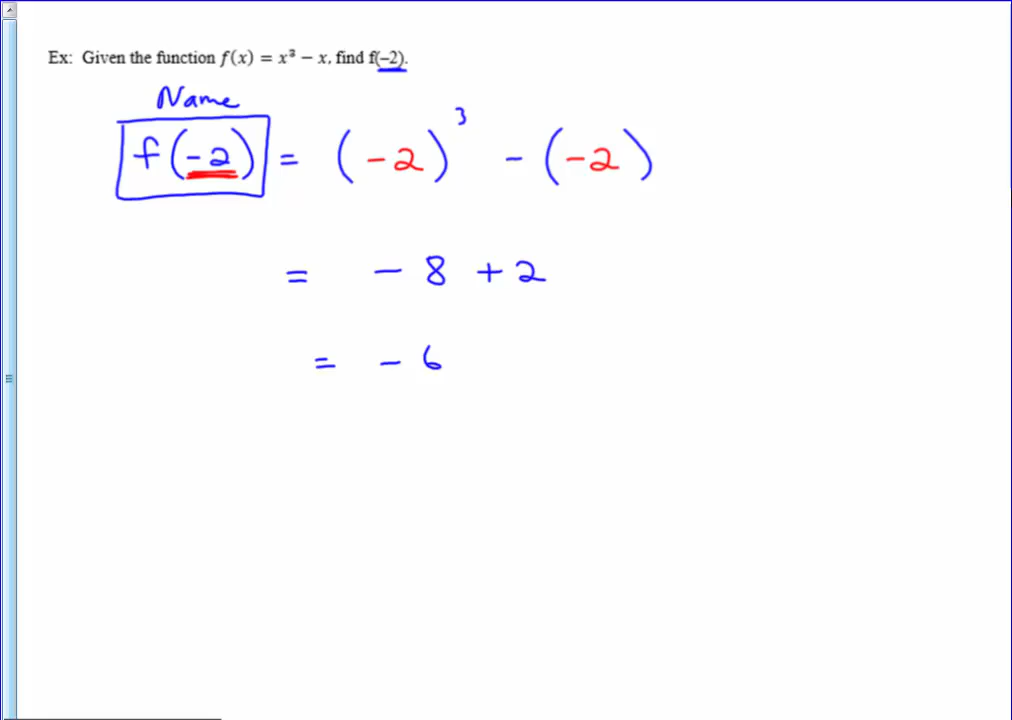 Ex: Given the function f(x) = x³ − x, find f(−2).
Name
f(-2) = (-2)³ - (-2)
= - 8 + 2
= - 6